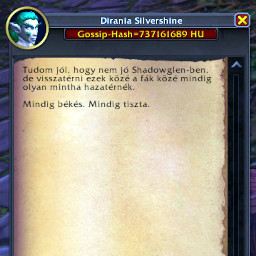 Dirania Silvershine
Gossip-Hash=737161689 HU
Tudom jól, hogy nem jó Shadowglen-ben.
de visszatérni ezek közé a fák közé mindig
olyan mintha hazatérnék.
Mindig békés. Mindig tiszta.